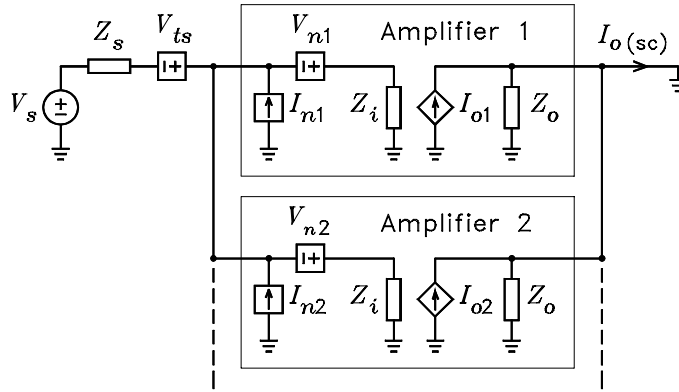 Z_s V_ts V_n1 Amplifier 1 I_o(sc)
V_s I_n1 Z_i I_o1 Z_o
V_n2 Amplifier 2
I_n2 Z_i I_o2 Z_o